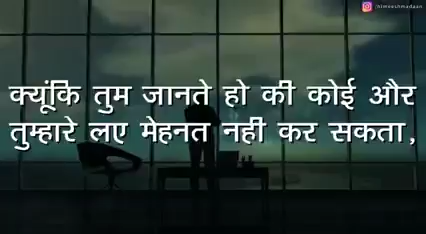 क्यूंकि तुम जानते हो की कोई और
तुम्हारे लए मेहनत नहीं कर सकता,